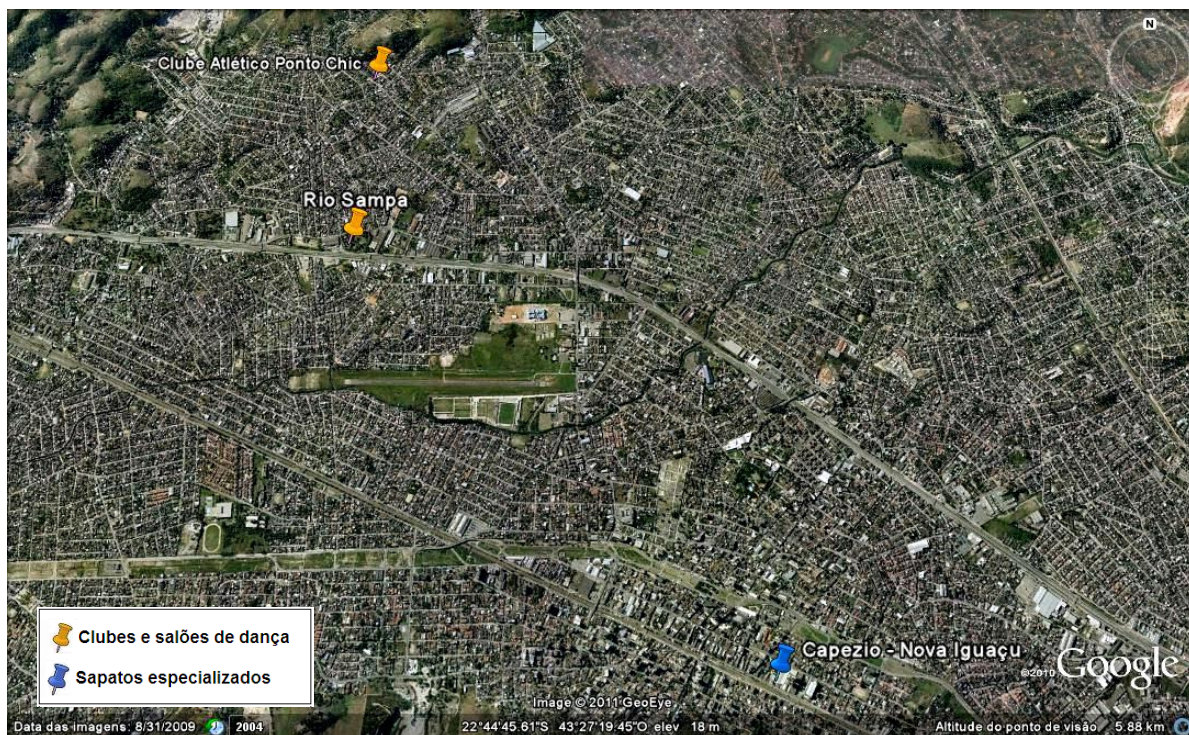 N
Clube Atlético Ponto Chic
Rio Sampa
Clubes e salões de dança
Sapatos especializados
Capezio - Nova Iguaçu
©2010 Google
Image © 2011 GeoEye
Data das imagens: 8/31/2009 2004 22°44'45.61"S 43°27'19.45"O elev 18 m Altitude do ponto de visão 5.88 km